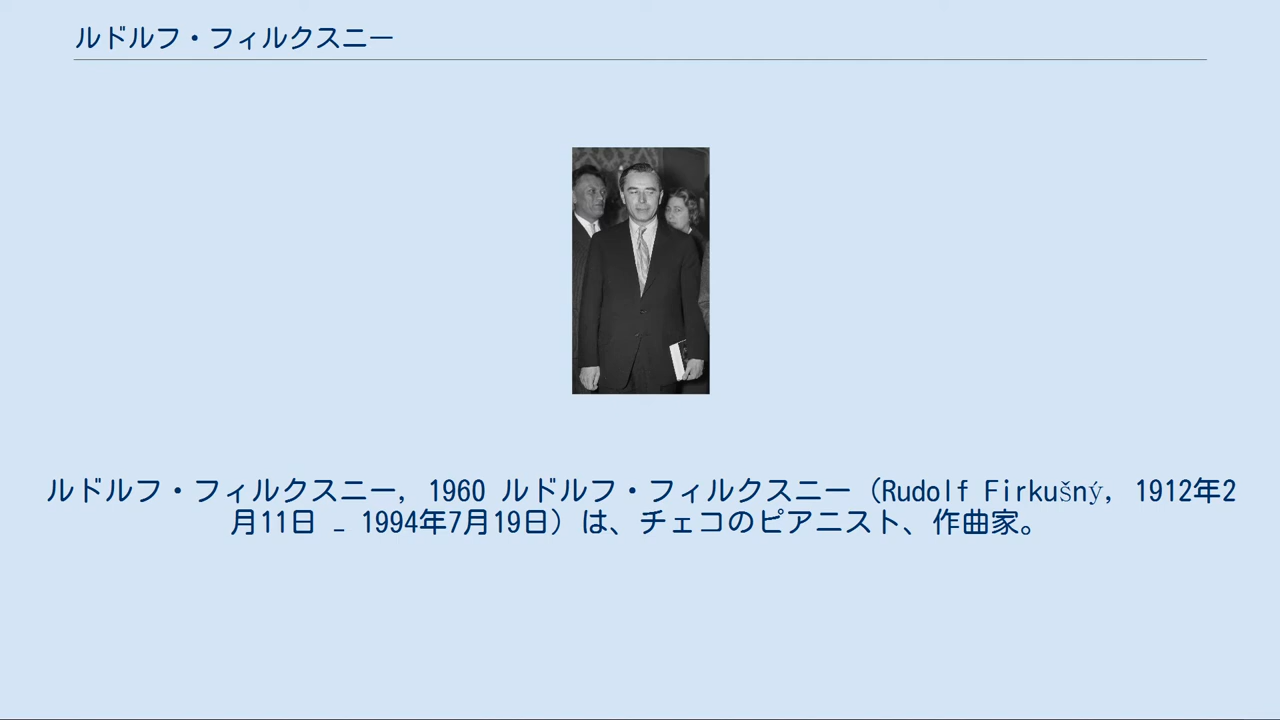 ルドルフ・フィルクスニー
ルドルフ・フィルクスニー, 1960 ルドルフ・フィルクスニー（Rudolf Firkušný, 1912年2
月11日 – 1994年7月19日）は、チェコのピアニスト、作曲家。